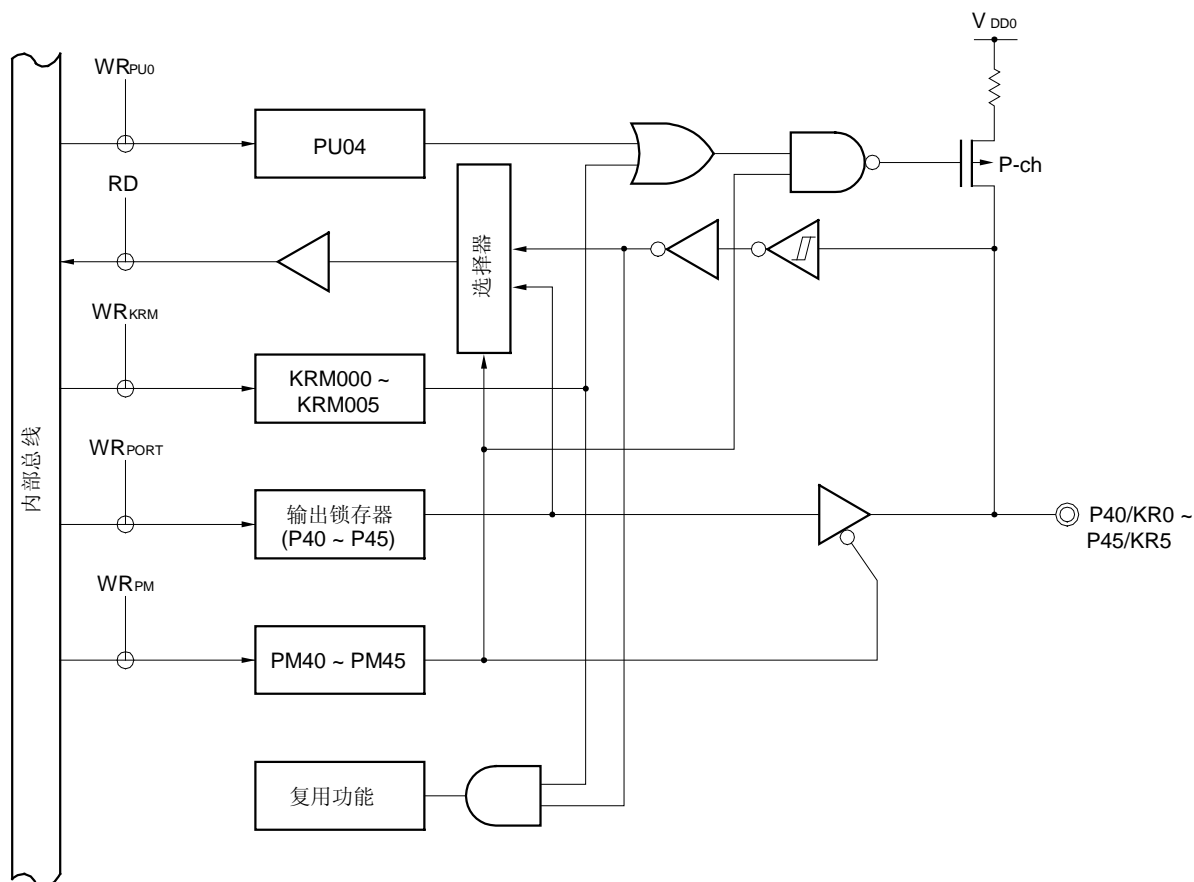 V DD0
WRPU0
PU04
P-ch
RD
选择器
WRKRM
KRM000 ~
KRM005
WRPORT
内部总线
输出锁存器
(P40 ~ P45)
P40/KR0 ~
P45/KR5
WRPM
PM40 ~ PM45
复用功能